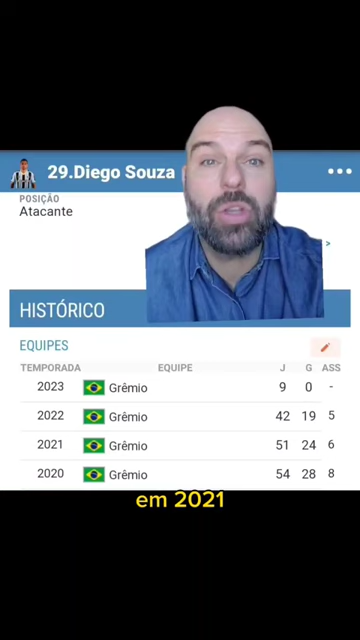 29.Diego Souza
POSIÇÃO
Atacante
>
HISTÓRICO
EQUIPES
TEMPORADA EQUIPE J G ASS
2023 Grêmio 9 0 -
2022 Grêmio 42 19 5
2021 Grêmio 51 24 6
2020 Grêmio 54 28 8
em 2021